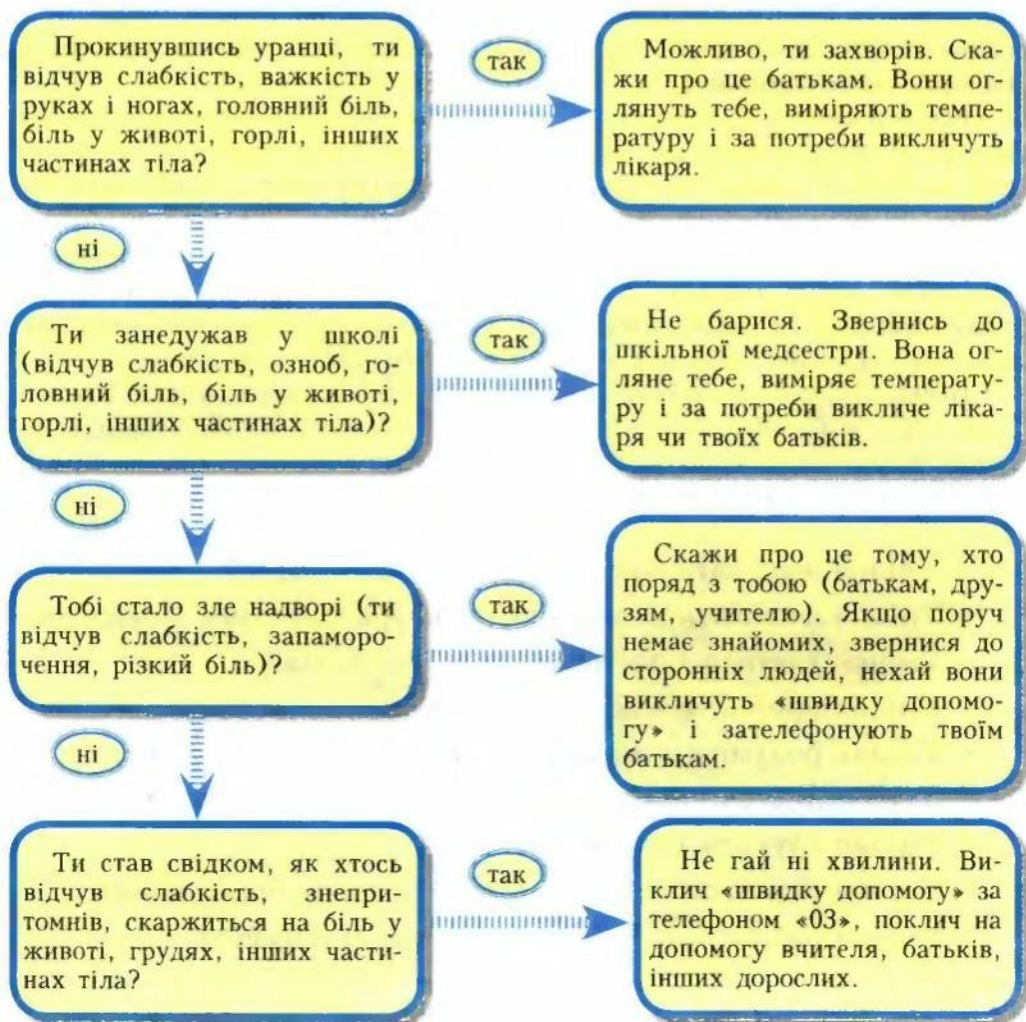 Прокинувшись уранці, ти
відчув слабкість, важкість у
руках і ногах, головний біль,
біль у животі, горлі, інших
частинах тіла?
так
Можливо, ти захворів. Ска-
жи про це батькам. Вони ог-
лянуть тебе, виміряють темпе-
ратуру і за потреби викличуть
лікаря.
ні
Ти занедужав у школі
(відчув слабкість, озноб, го-
ловний біль, біль у животі,
горлі, інших частинах тіла)?
так
Не барися. Звернись до
шкільної медсестри. Вона ог-
ляне тебе, виміряє температу-
ру і за потреби викличе ліка-
ря чи твоїх батьків.
ні
Тобі стало зле надворі (ти
відчув слабкість, запаморо-
чення, різкий біль)?
так
Скажи про це тому, хто
поряд з тобою (батькам, дру-
зям, учителю). Якщо поруч
немає знайомих, звернися до
сторонніх людей, нехай вони
викличуть «швидку допомо-
гу» і зателефонують твоїм
батькам.
ні
Ти став свідком, як хтось
відчув слабкість, знепри-
томнів, скаржиться на біль у
животі, грудях, інших части-
нах тіла?
так
Не гай ні хвилини. Ви-
клич «швидку допомогу» за
телефоном «03», поклич на
допомогу вчителя, батьків,
інших дорослих.